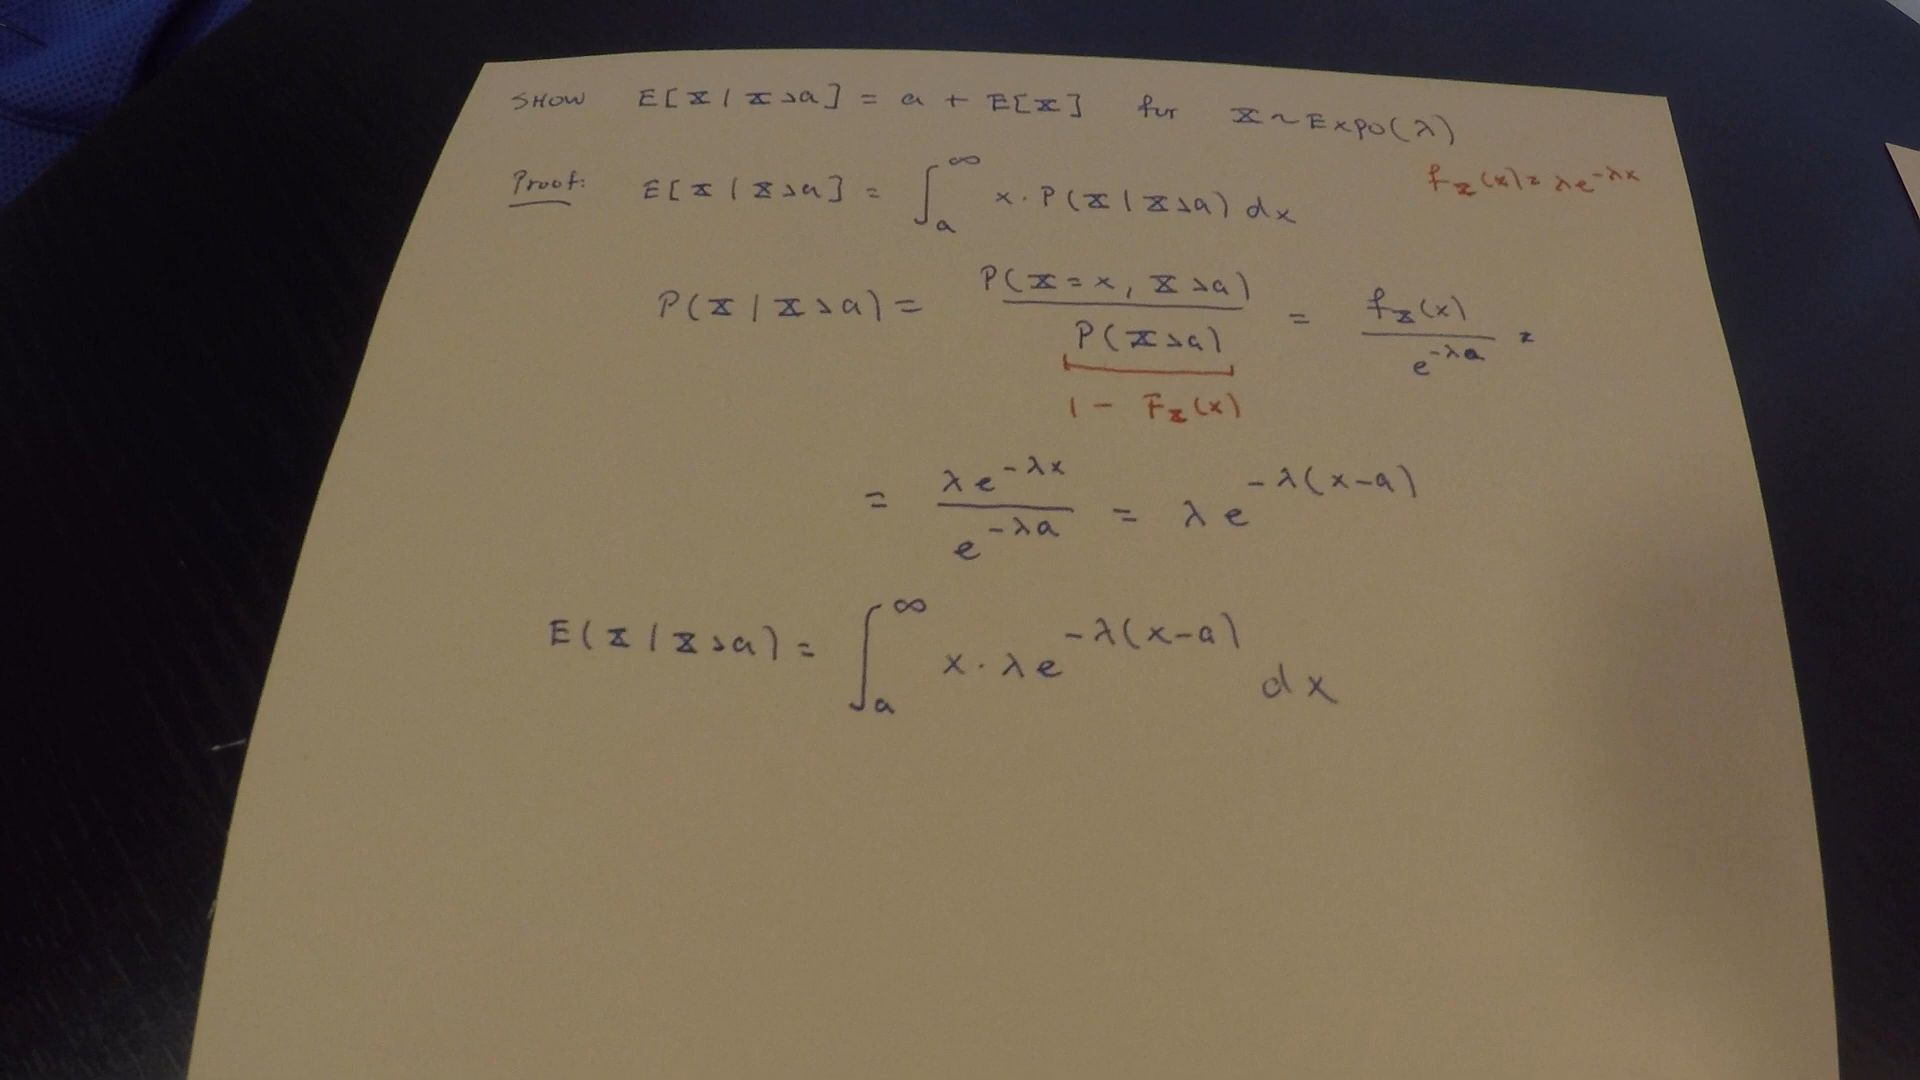 SHOW E[X | X > a] = a + E[X] for X ~ Expo(λ)
f_X(x) = λe^{-λx}
Proof: E[X | X > a] = ∫_a^∞ x · P(X | X > a) dx
P(X | X > a) = P(X = x, X > a) / P(X > a) = f_X(x) / e^{-λa} =
1 - F_X(x)
= λe^{-λx} / e^{-λa} = λe^{-λ(x-a)}
E(X | X > a) = ∫_a^∞ x · λe^{-λ(x-a)} dx